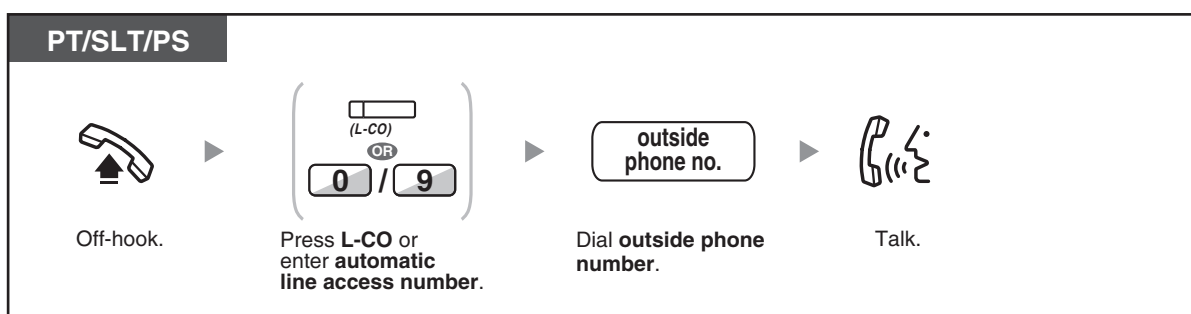 PT/SLT/PS
(L-CO)
OR
0 / 9
outside
phone no.
Off-hook.
Press L-CO or
enter automatic
line access number.
Dial outside phone
number.
Talk.